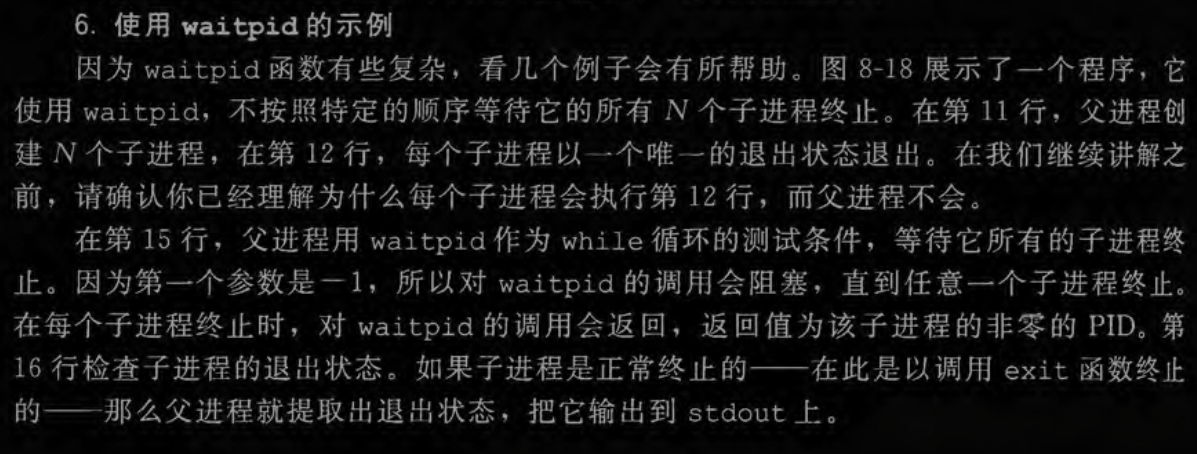 6. 使用 waitpid 的示例
因为 waitpid 函数有些复杂，看几个例子会有所帮助。图 8-18 展示了一个程序，它
使用 waitpid，不按照特定的顺序等待它的所有 N 个子进程终止。在第 11 行，父进程创
建 N 个子进程，在第 12 行，每个子进程以一个唯一的退出状态退出。在我们继续讲解之
前，请确认你已经理解为什么每个子进程会执行第 12 行，而父进程不会。
在第 15 行，父进程用 waitpid 作为 while 循环的测试条件，等待它所有的子进程终
止。因为第一个参数是－1，所以对 waitpid 的调用会阻塞，直到任意一个子进程终止。
在每个子进程终止时，对 waitpid 的调用会返回，返回值为该子进程的非零的 PID。第
16 行检查子进程的退出状态。如果子进程是正常终止的——在此是以调用 exit 函数终止
的——那么父进程就提取出退出状态，把它输出到 stdout 上。